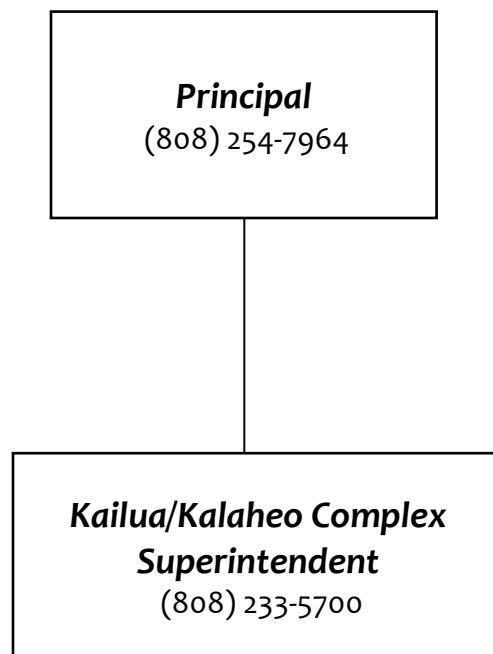 Principal
(808) 254-7964
Kailua/Kalaheo Complex
Superintendent
(808) 233-5700